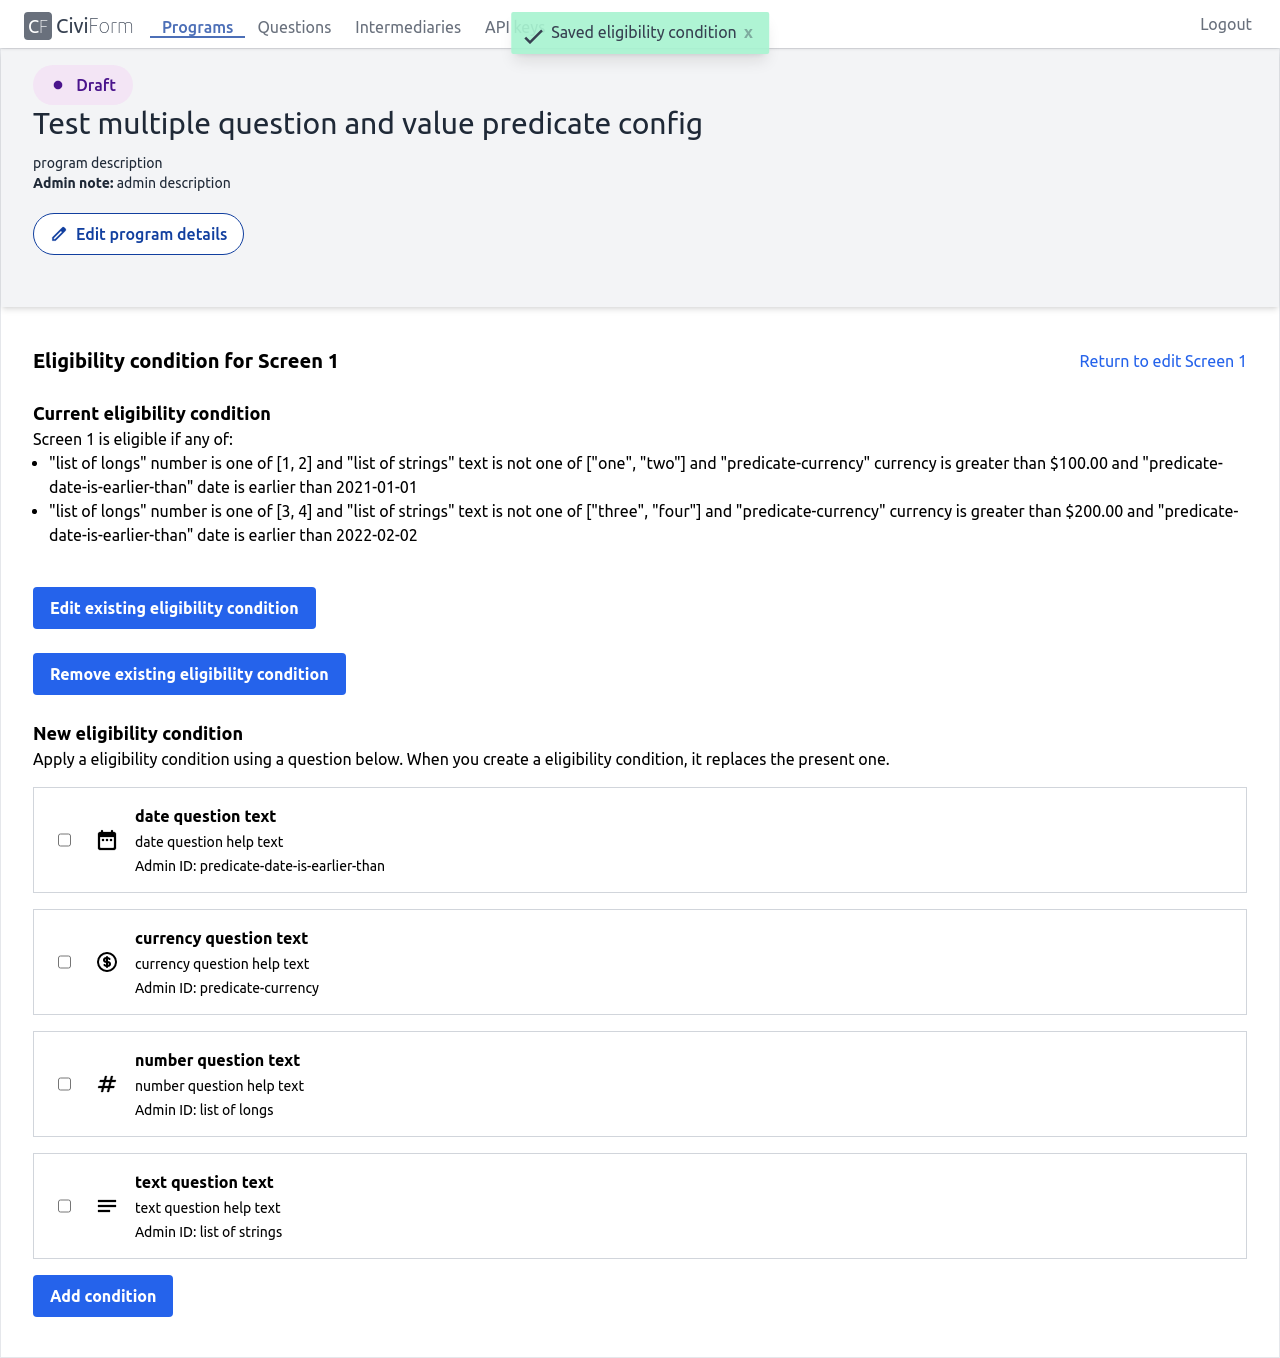 CF CiviForm Programs Questions Intermediaries API keys Saved eligibility condition x Logout
Draft
Test multiple question and value predicate config
program description
Admin note: admin description
Edit program details
Eligibility condition for Screen 1
Return to edit Screen 1
Current eligibility condition
Screen 1 is eligible if any of:
• "list of longs" number is one of [1, 2] and "list of strings" text is not one of ["one", "two"] and "predicate-currency" currency is greater than $100.00 and "predicate-
date-is-earlier-than" date is earlier than 2021-01-01
• "list of longs" number is one of [3, 4] and "list of strings" text is not one of ["three", "four"] and "predicate-currency" currency is greater than $200.00 and "predicate-
date-is-earlier-than" date is earlier than 2022-02-02
Edit existing eligibility condition
Remove existing eligibility condition
New eligibility condition
Apply a eligibility condition using a question below. When you create a eligibility condition, it replaces the present one.
date question text
date question help text
Admin ID: predicate-date-is-earlier-than
currency question text
currency question help text
Admin ID: predicate-currency
number question text
number question help text
Admin ID: list of longs
text question text
text question help text
Admin ID: list of strings
Add condition